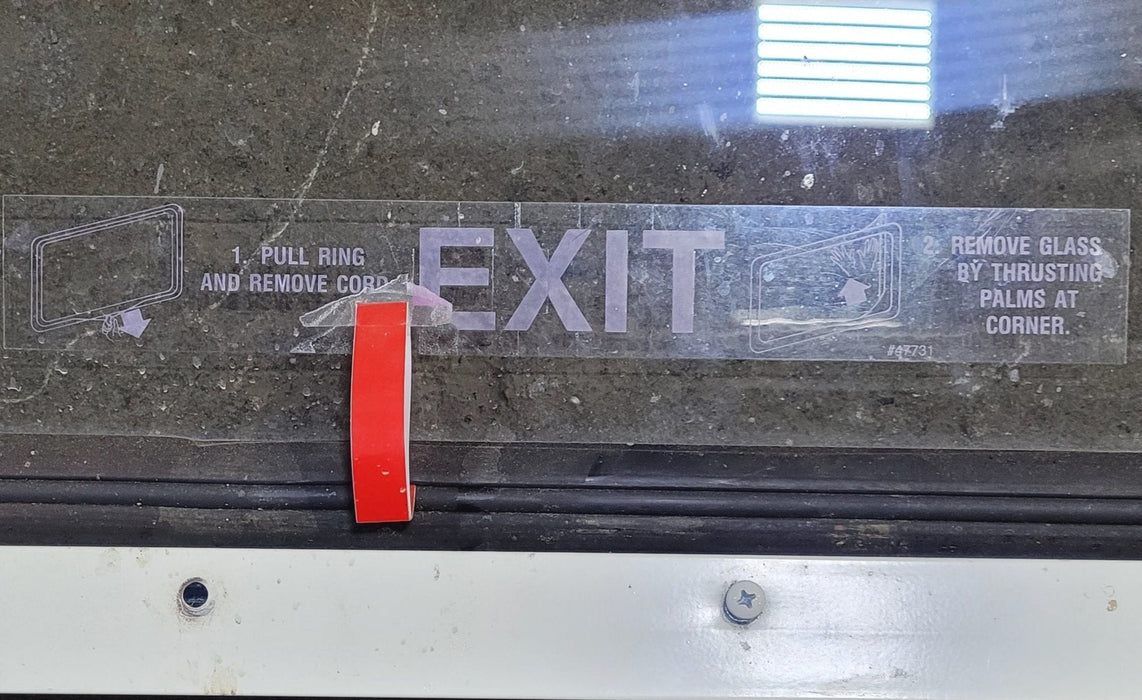 1. PULL RING
AND REMOVE CORD
EXIT
2. REMOVE GLASS
BY THRUSTING
PALMS AT
CORNER.
#47731